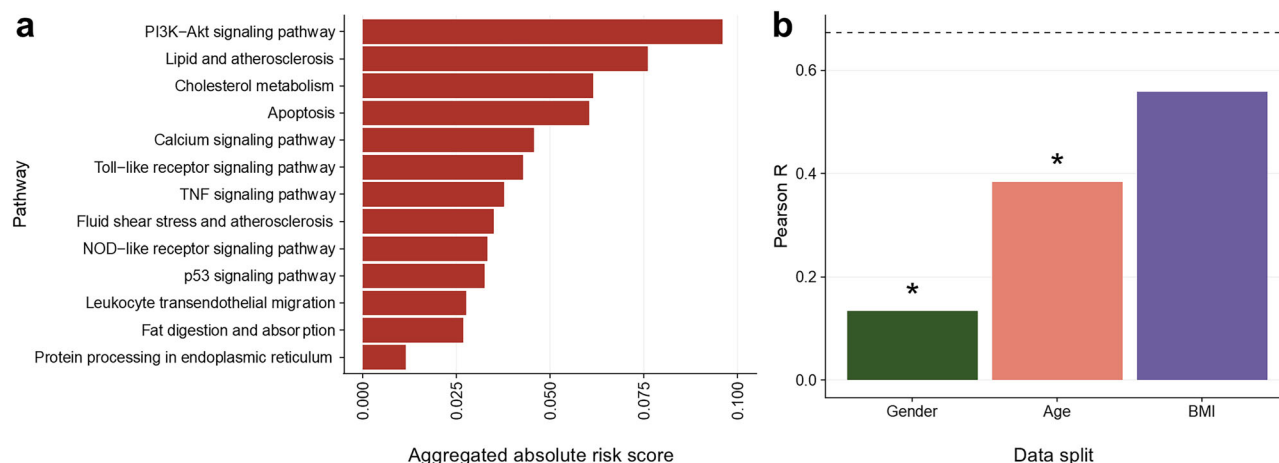 a
PI3K−Akt signaling pathway
Lipid and atherosclerosis
Cholesterol metabolism
Apoptosis
Calcium signaling pathway
Toll−like receptor signaling pathway
TNF signaling pathway
Fluid shear stress and atherosclerosis
NOD−like receptor signaling pathway
p53 signaling pathway
Leukocyte transendothelial migration
Fat digestion and absorption
Protein processing in endoplasmic reticulum
Pathway
0.000
0.025
0.050
0.075
0.100
Aggregated absolute risk score
b
0.6
0.4
0.2
0.0
Pearson R
*
*
Gender
Age
BMI
Data split